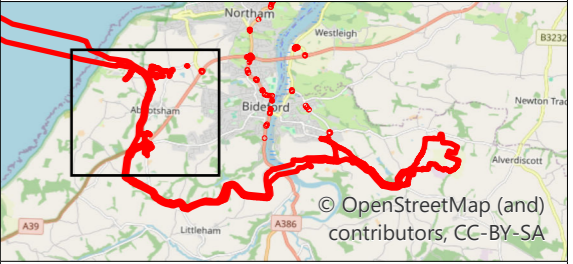 Northam
Westleigh
B3232
Abbotsham
Bideford
Newton Trac
Alverdiscott
A39
A386
Littleham
© OpenStreetMap (and)
contributors, CC-BY-SA